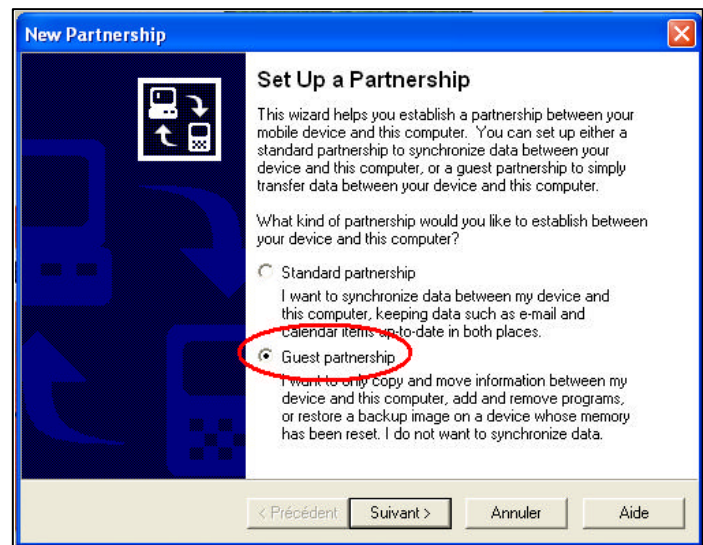 New Partnership
Set Up a Partnership
This wizard helps you establish a partnership between your
mobile device and this computer. You can set up either a
standard partnership to synchronize data between your
device and this computer, or a guest partnership to simply
transfer data between your device and this computer.
What kind of partnership would you like to establish between
your device and this computer?
Standard partnership
I want to synchronize data between my device and
this computer, keeping data such as e-mail and
calendar items up-to-date in both places.
Guest partnership
I want to only copy and move information between my
device and this computer, add and remove programs,
or restore a backup image on a device whose memory
has been reset. I do not want to synchronize data.
< Précédent Suivant > Annuler Aide